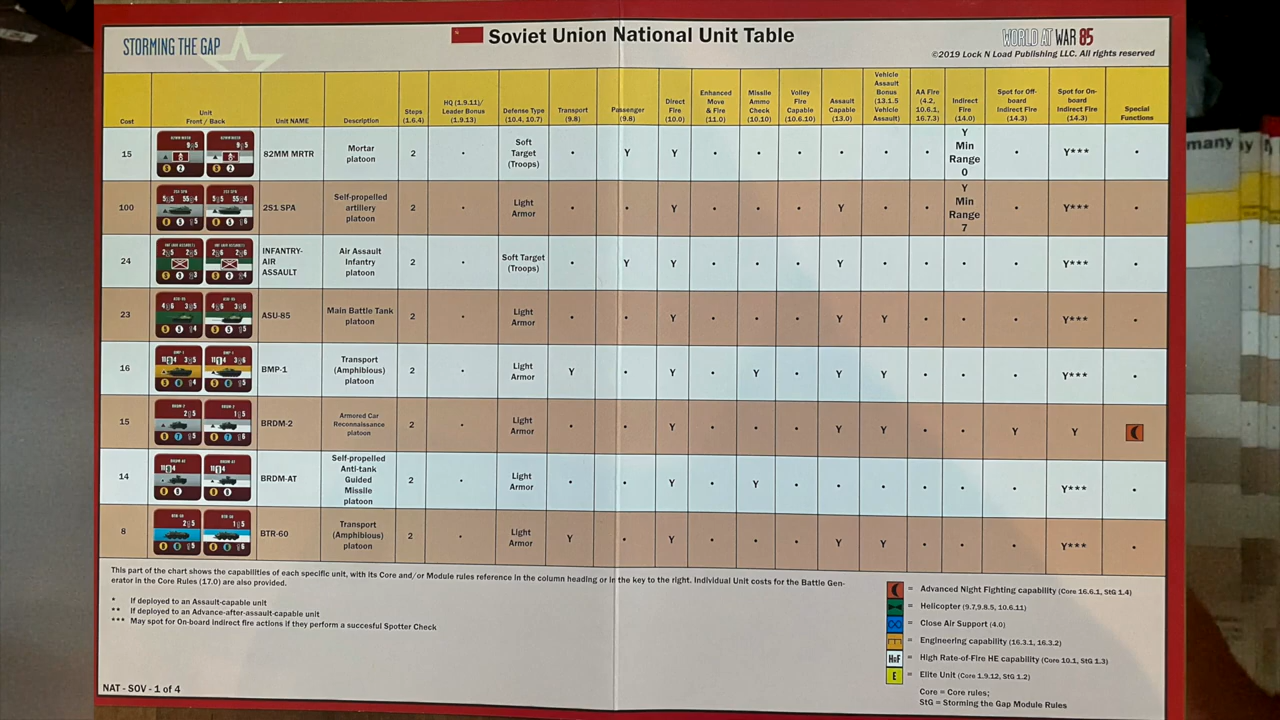 STORMING THE GAP
Soviet Union National Unit Table
WORLD AT WAR 85
©2019 Lock N Load Publishing LLC. All rights reserved
Cost
Unit
Front / Back
Unit NAME
Description
Steps
(1.6.4)
HQ (1.9.11)/
Leader Bonus
(1.9.13)
Defense Type
(10.4, 10.7)
Transport
(9.8)
Passenger
(9.8)
Direct
Fire
(10.0)
Enhanced
Move
& Fire
(11.0)
Missile
Ammo
Check
(10.10)
Volley
Fire
Capable
(10.6.10)
Assault
Capable
(13.0)
Vehicle
Assault
Bonus
(13.1.5
Vehicle
Assault)
AA Fire
(4.2,
10.6.1,
16.7.3)
Indirect
Fire
(14.0)
Spot for Off-
board
Indirect Fire
(14.3)
Spot for On-
board
Indirect Fire
(14.3)
Special
Functions
15
82MM MRTR
Mortar
platoon
2
•
Soft
Target
(Troops)
•
Y
Y
•
•
•
•
•
•
Y
Min
Range
0
•
Y***
•
100
2S1 SPA
Self-propelled
artillery
platoon
2
•
Light
Armor
•
•
Y
•
•
•
Y
•
•
Y
Min
Range
7
•
Y***
•
24
INFANTRY-
AIR
ASSAULT
Air Assault
Infantry
platoon
2
•
Soft Target
(Troops)
•
Y
Y
•
•
•
Y
•
•
•
•
Y***
•
23
ASU-85
Main Battle Tank
platoon
2
•
Light
Armor
•
•
Y
•
•
•
Y
Y
•
•
•
Y***
•
16
BMP-1
Transport
(Amphibious)
platoon
2
•
Light
Armor
Y
•
Y
•
Y
•
Y
Y
•
•
•
Y***
•
15
BRDM-2
Armored Car
Reconnaissance
platoon
2
•
Light
Armor
•
•
Y
•
•
•
Y
Y
•
•
Y
Y
14
BRDM-AT
Self-propelled
Anti-tank
Guided
Missile
platoon
2
•
Light
Armor
•
•
Y
•
Y
•
•
•
•
•
•
Y***
•
8
BTR-60
Transport
(Amphibious)
platoon
2
•
Light
Armor
Y
•
Y
•
•
•
Y
Y
•
•
•
Y***
•
This part of the chart shows the capabilities of each specific unit, with its Core and/or Module rules reference in the column heading or in the key to the right. Individual Unit costs for the Battle Gen-
erator in the Core Rules (17.0) are also provided.
* If deployed to an Assault-capable unit
** If deployed to an Advance-after-assault-capable unit
*** May spot for On-board indirect fire actions if they perform a succesful Spotter Check
= Advanced Night Fighting capability (Core 16.6.1, StG 1.4)
= Helicopter (9.7,9.8.5, 10.6.11)
= Close Air Support (4.0)
= Engineering capability (16.3.1, 16.3.2)
= High Rate-of-Fire HE capability (Core 10.1, StG 1.3)
E = Elite Unit (Core 1.9.12, StG 1.2)
Core = Core rules;
StG = Storming the Gap Module Rules
NAT - SOV - 1 of 4
many